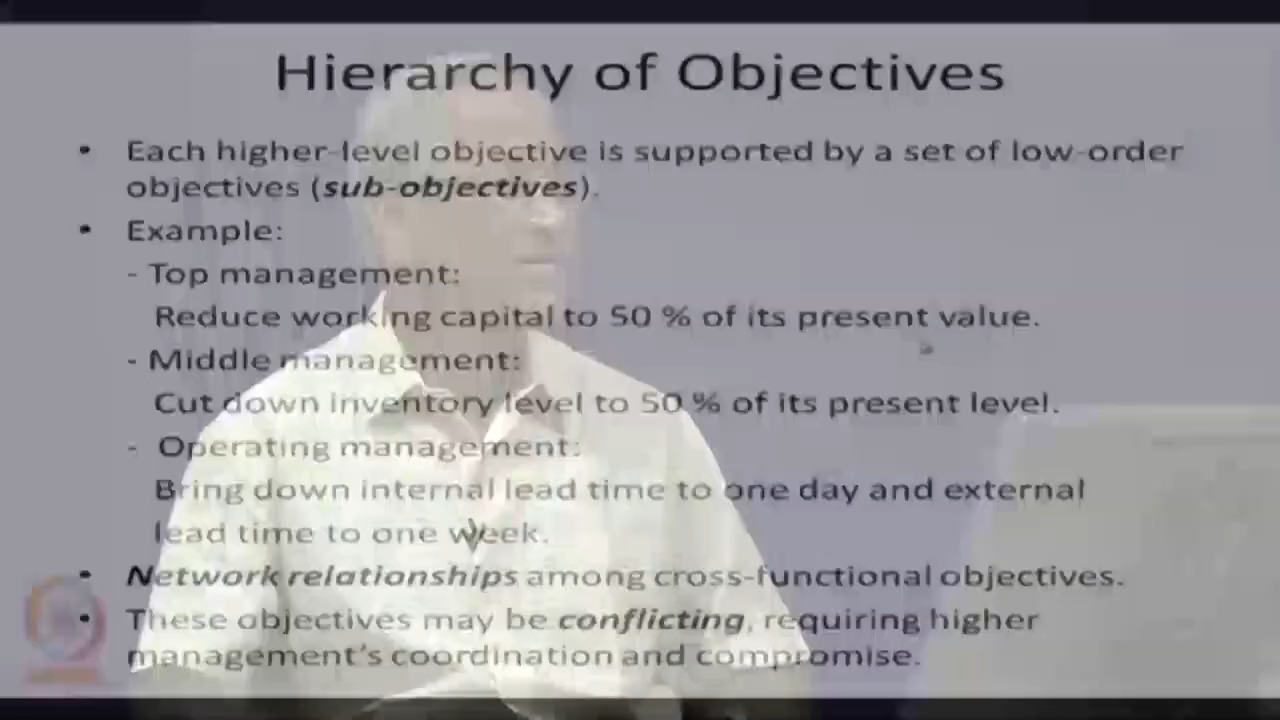 Hierarchy of Objectives
• Each higher-level objective is supported by a set of low-order
objectives (sub-objectives).
• Example:
- Top management:
Reduce working capital to 50 % of its present value.
- Middle management:
Cut down inventory level to 50 % of its present level.
- Operating management:
Bring down internal lead time to one day and external
lead time to one week.
• Network relationships among cross-functional objectives.
• These objectives may be conflicting, requiring higher
management's coordination and compromise.